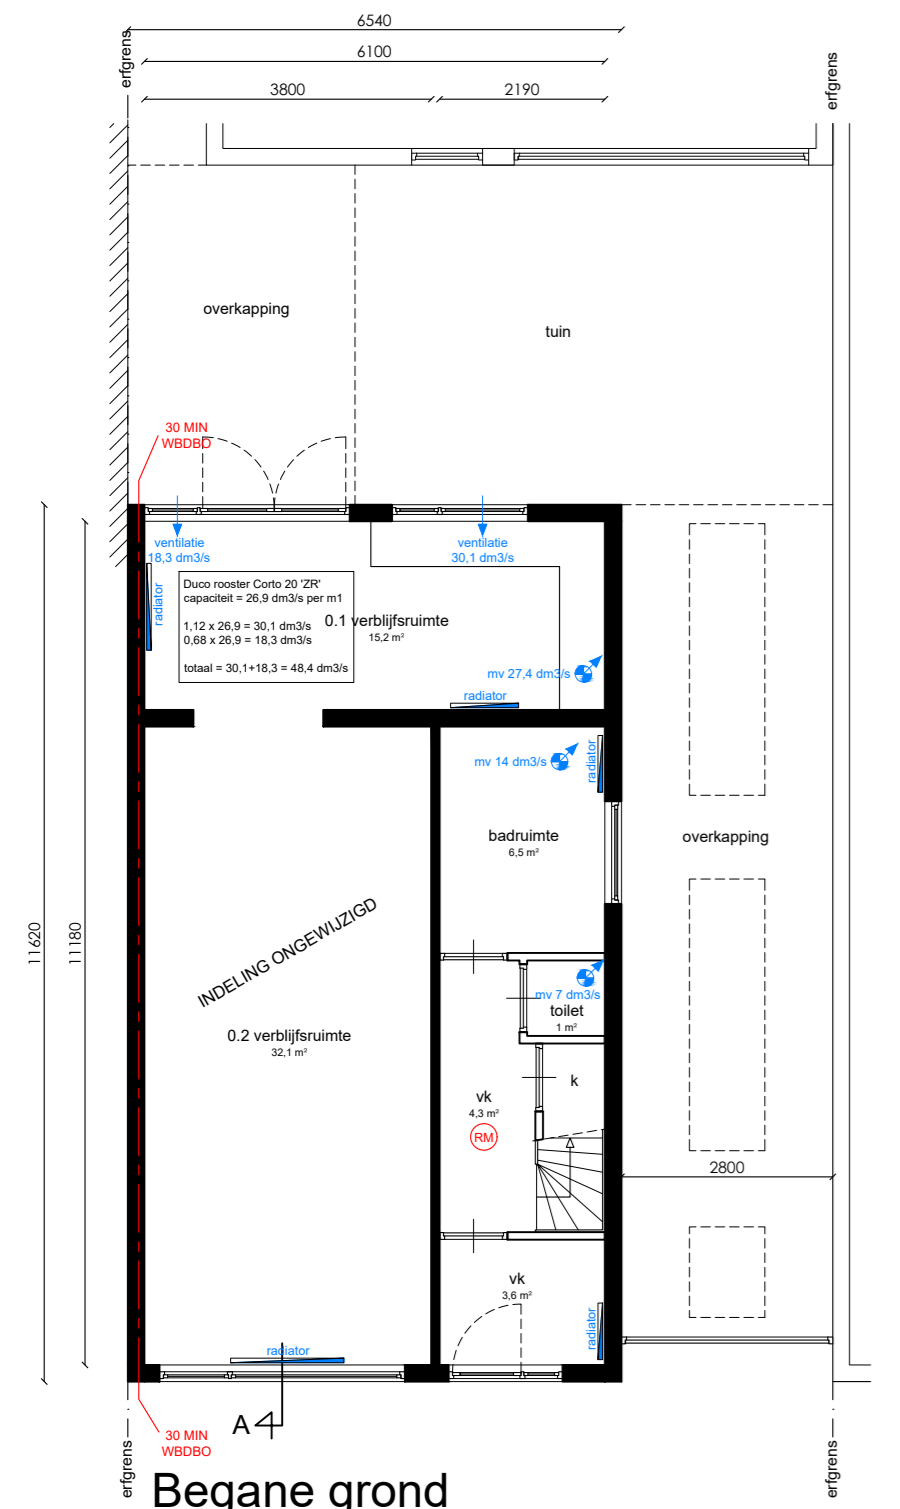 6540
6100
3800
2190
erfgrens
erfgrens
overkapping
tuin
30 MIN
WBDBO
ventilatie
18,3 dm3/s
ventilatie
30,1 dm3/s
radiator
Duco rooster Corto 20 'ZR'
capaciteit = 26,9 dm3/s per m1
1,12 x 26,9 = 30,1 dm3/s
0,68 x 26,9 = 18,3 dm3/s
totaal = 30,1+18,3 = 48,4 dm3/s
0.1 verblijfsruimte
15,2 m²
mv 27,4 dm3/s
radiator
mv 14 dm3/s
radiator
badruimte
6,5 m²
overkapping
11620
11180
INDELING ONGEWIJZIGD
0.2 verblijfsruimte
32,1 m²
mv 7 dm3/s
toilet
1 m²
k
vk
4,3 m²
RM
2800
vk
3,6 m²
radiator
radiator
A
30 MIN
WBDBO
erfgrens
erfgrens
Begane grond